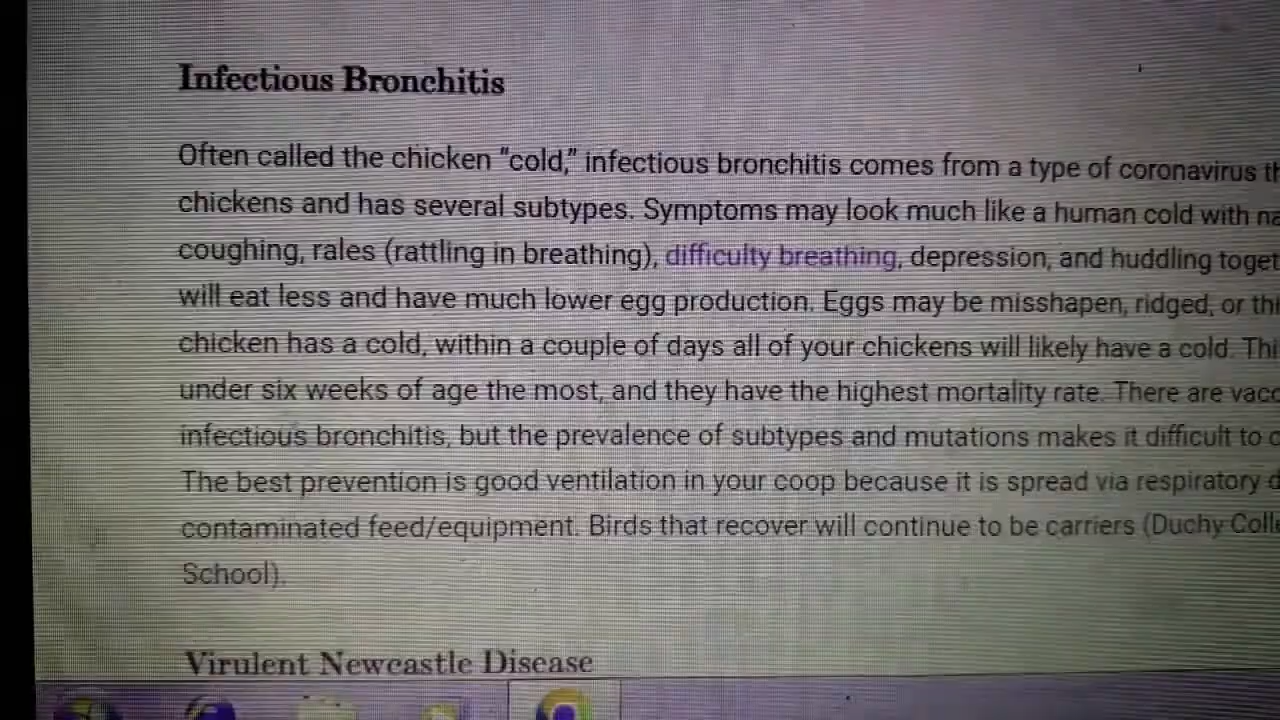 Infectious Bronchitis
Often called the chicken "cold," infectious bronchitis comes from a type of coronavirus
chickens and has several subtypes. Symptoms may look much like a human cold with
coughing, rales (rattling in breathing), difficulty breathing, depression, and huddling
will eat less and have much lower egg production. Eggs may be misshapen, ridged, or
chicken has a cold, within a couple of days all of your chickens will likely have a cold.
under six weeks of age the most, and they have the highest mortality rate. There are
infectious bronchitis, but the prevalence of subtypes and mutations makes it difficult to
The best prevention is good ventilation in your coop because it is spread via respiratory
contaminated feed/equipment. Birds that recover will continue to be carriers (Duchy
School).
Virulent Newcastle Disease